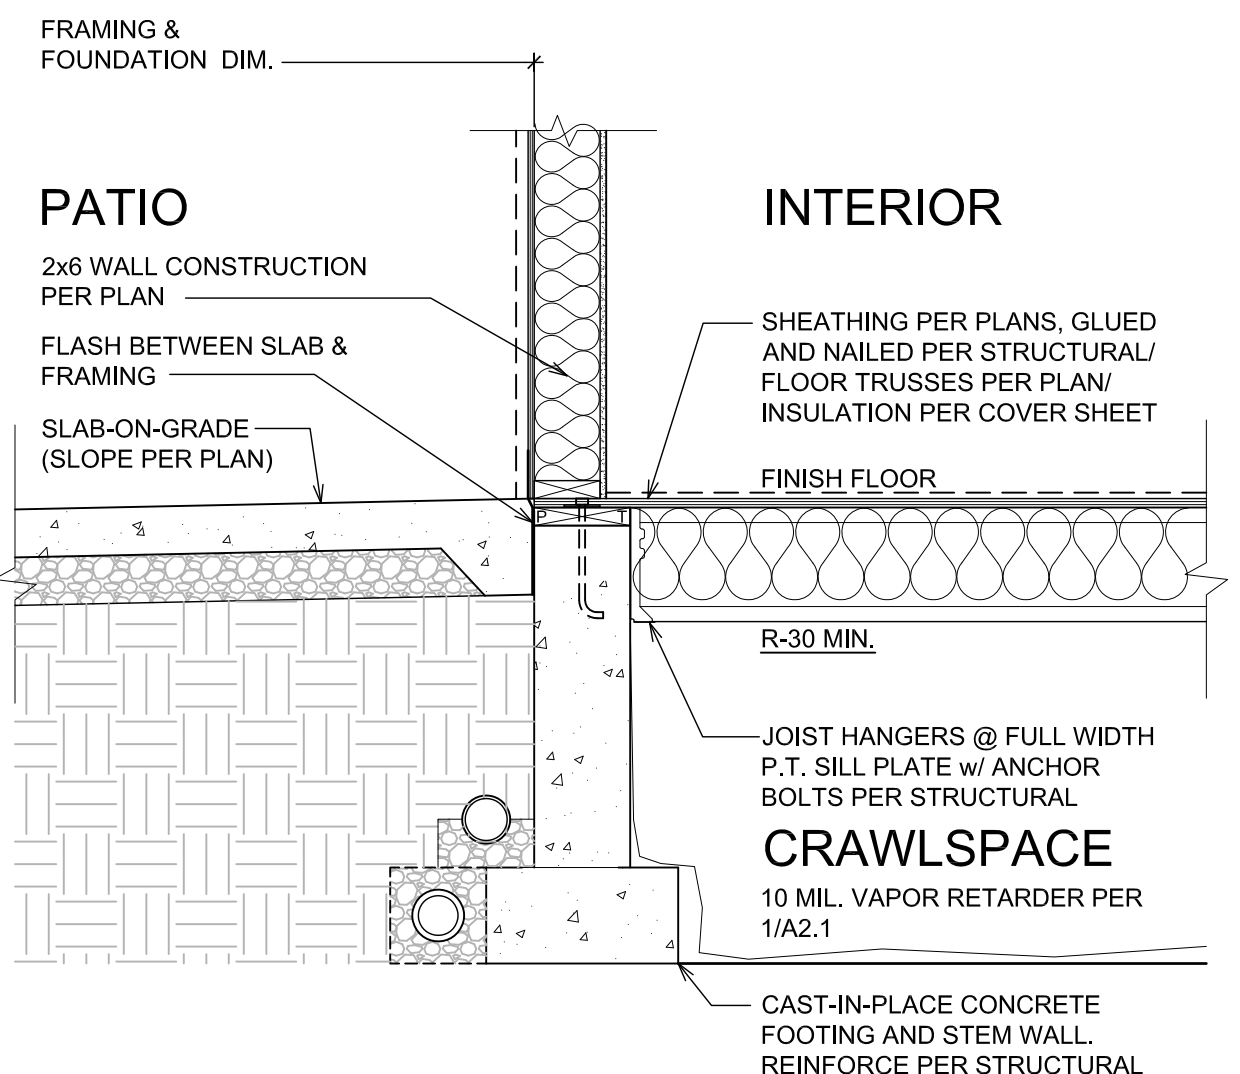 FRAMING &
FOUNDATION DIM.
PATIO
INTERIOR
2x6 WALL CONSTRUCTION
PER PLAN
FLASH BETWEEN SLAB &
FRAMING
SLAB-ON-GRADE
(SLOPE PER PLAN)
SHEATHING PER PLANS, GLUED
AND NAILED PER STRUCTURAL/
FLOOR TRUSSES PER PLAN/
INSULATION PER COVER SHEET
FINISH FLOOR
P T
R-30 MIN.
JOIST HANGERS @ FULL WIDTH
P.T. SILL PLATE w/ ANCHOR
BOLTS PER STRUCTURAL
CRAWLSPACE
10 MIL. VAPOR RETARDER PER
1/A2.1
CAST-IN-PLACE CONCRETE
FOOTING AND STEM WALL.
REINFORCE PER STRUCTURAL